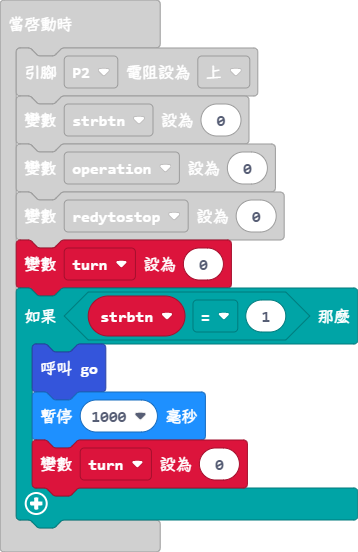 當啟動時
引腳 P2 電阻設為 上
變數 strbtn 設為 0
變數 operation 設為 0
變數 redytostop 設為 0
變數 turn 設為 0
如果 strbtn = 1 那麼
呼叫 go
暫停 1000 毫秒
變數 turn 設為 0